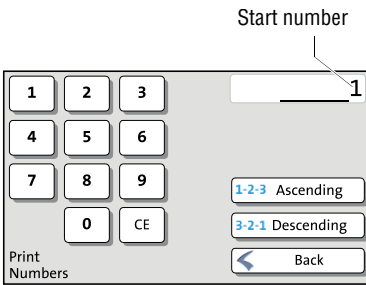 Start number
1
1 2 3
4 5 6
7 8 9
0 CE
1-2-3 Ascending
3-2-1 Descending
Back
Print
Numbers